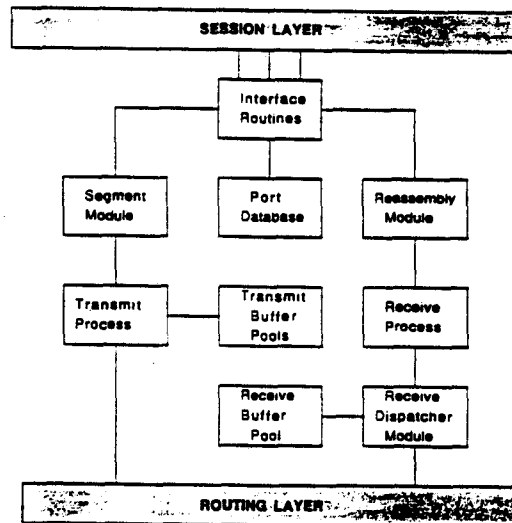 SESSION LAYER
Interface
Routines
Segment
Module
Port
Database
Reassembly
Module
Transmit
Process
Transmit
Buffer
Pools
Receive
Process
Receive
Buffer
Pool
Receive
Dispatcher
Module
ROUTING LAYER